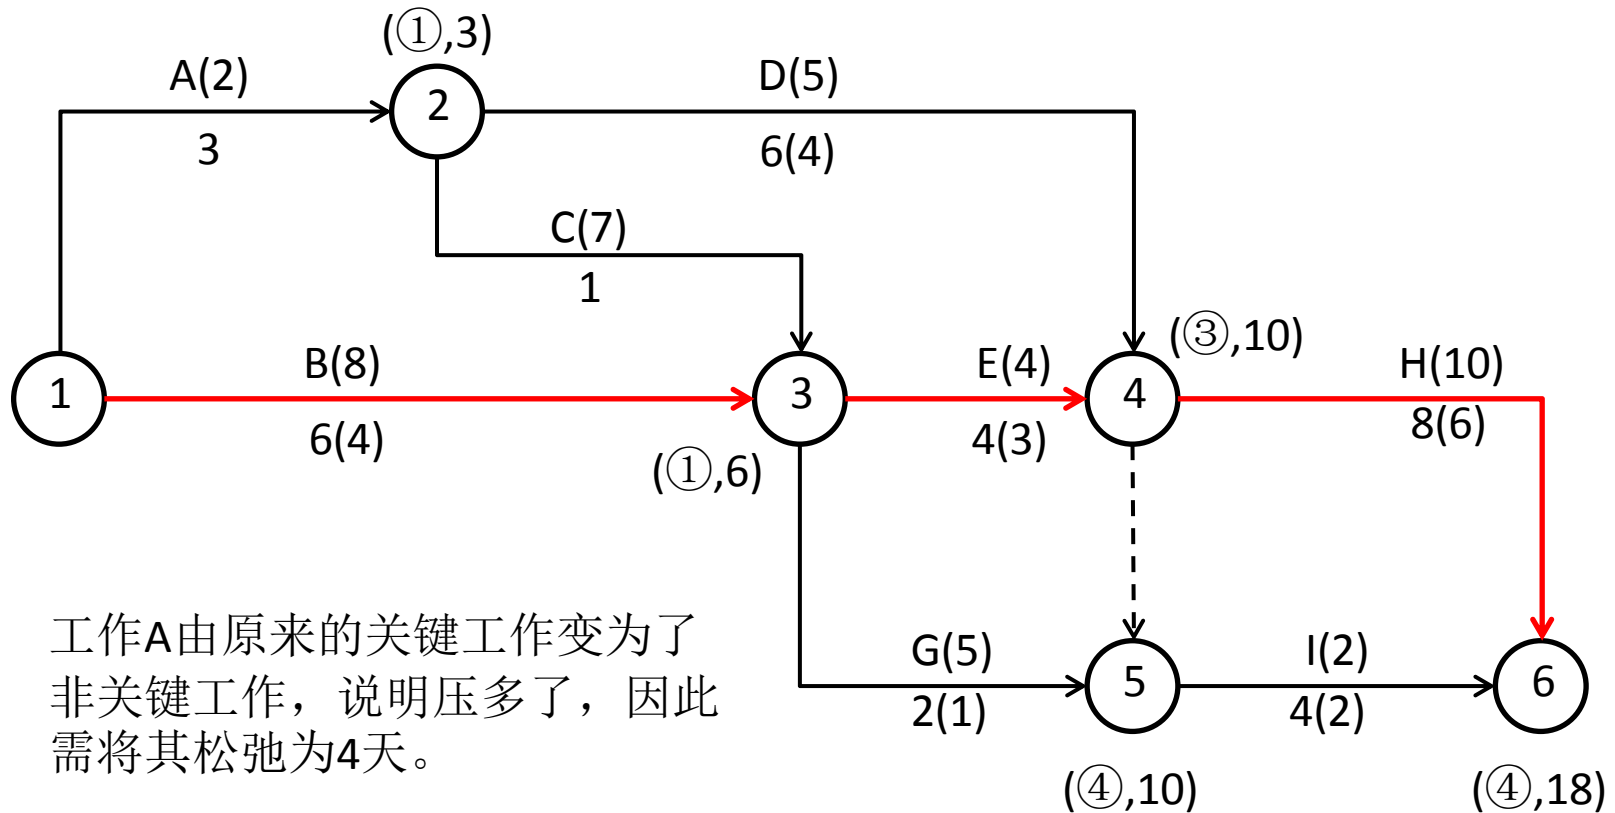 (①,3)
A(2)
3
2
D(5)
6(4)
C(7)
1
1
B(8)
6(4)
3
(①,6)
E(4)
4(3)
4
(③,10)
H(10)
8(6)
工作A由原来的关键工作变为了
非关键工作，说明压多了，因此
需将其松弛为4天。
G(5)
2(1)
5
(④,10)
I(2)
4(2)
6
(④,18)